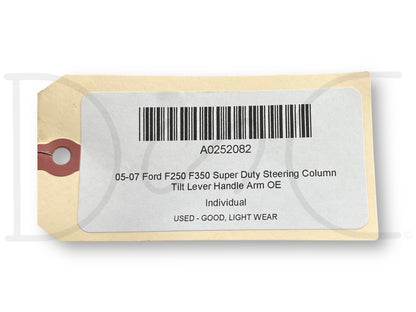 A0252082
05-07 Ford F250 F350 Super Duty Steering Column
Tilt Lever Handle Arm OE
Individual
USED - GOOD, LIGHT WEAR